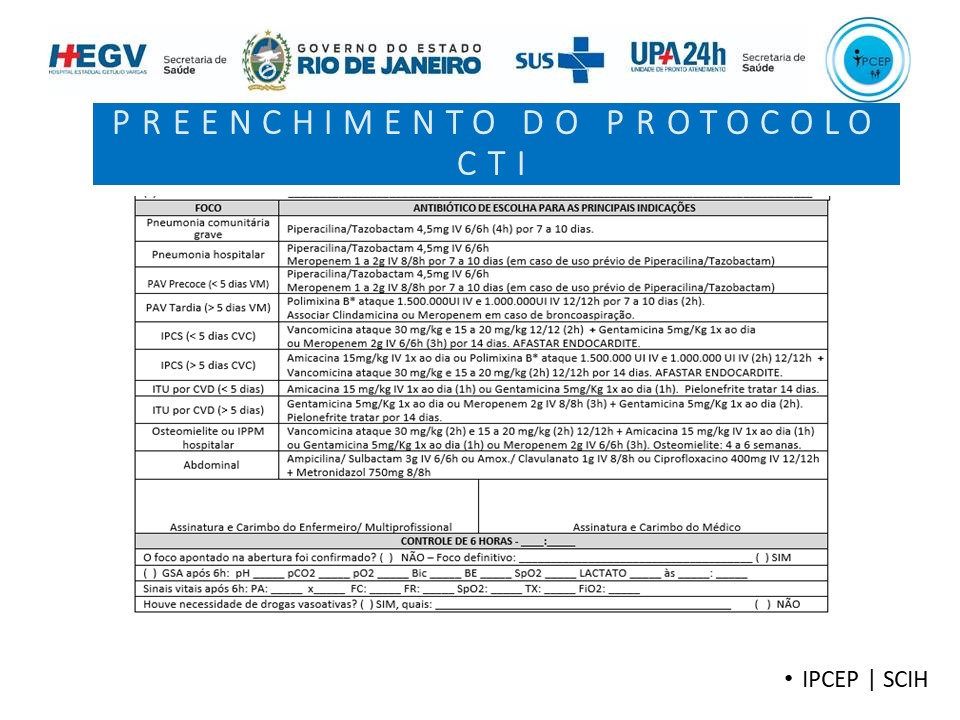 HEGV
HOSPITAL ESTADUAL GETÚLIO VARGAS
Secretaria de
Saúde
GOVERNO DO ESTADO
RIO DE JANEIRO
SUS
UPA 24h
UNIDADE DE PRONTO ATENDIMENTO
Secretaria de
Saúde
IPCEP
PREENCHIMENTO DO PROTOCOLO
CTI
FOCO ANTIBIÓTICO DE ESCOLHA PARA AS PRINCIPAIS INDICAÇÕES
Pneumonia comunitária
grave
Piperacilina/Tazobactam 4,5mg IV 6/6h (4h) por 7 a 10 dias.
Pneumonia hospitalar
Piperacilina/Tazobactam 4,5mg IV 6/6h
Meropenem 1 a 2g IV 8/8h por 7 a 10 dias (em caso de uso prévio de Piperacilina/Tazobactam)
PAV Precoce (< 5 dias VM)
Piperacilina/Tazobactam 4,5mg IV 6/6h
Meropenem 1 a 2g IV 8/8h por 7 a 10 dias (em caso de uso prévio de Piperacilina/Tazobactam)
PAV Tardia (> 5 dias VM)
Polimixina B* ataque 1.500.000UI IV e 1.000.000UI IV 12/12h por 7 a 10 dias (2h).
Associar Clindamicina ou Meropenem em caso de broncoaspiração.
IPCS (< 5 dias CVC)
Vancomicina ataque 30 mg/kg e 15 a 20 mg/kg 12/12 (2h) + Gentamicina 5mg/Kg 1x ao dia
ou Meropenem 2g IV 6/6h (3h) por 14 dias. AFASTAR ENDOCARDITE.
IPCS (> 5 dias CVC)
Amicacina 15mg/kg IV 1x ao dia ou Polimixina B* ataque 1.500.000 UI IV e 1.000.000 UI IV (2h) 12/12h +
Vancomicina ataque 30 mg/kg e 15 a 20 mg/kg (2h) 12/12h por 14 dias. AFASTAR ENDOCARDITE.
ITU por CVD (< 5 dias) Amicacina 15 mg/kg IV 1x ao dia (1h) ou Gentamicina 5mg/Kg 1x ao dia (1h). Pielonefrite tratar 14 dias.
ITU por CVD (> 5 dias)
Gentamicina 5mg/Kg 1x ao dia ou Meropenem 2g IV 8/8h (3h) + Gentamicina 5mg/Kg 1x ao dia (2h).
Pielonefrite tratar por 14 dias.
Osteomielite ou IPPM
hospitalar
Vancomicina ataque 30 mg/kg (2h) e 15 a 20 mg/kg (2h) 12/12h + Amicacina 15 mg/kg IV 1x ao dia (1h)
ou Gentamicina 5mg/Kg 1x ao dia (1h) ou Meropenem 2g IV 6/6h (3h). Osteomielite: 4 a 6 semanas.
Abdominal
Ampicilina/ Sulbactam 3g IV 6/6h ou Amox./ Clavulanato 1g IV 8/8h ou Ciprofloxacino 400mg IV 12/12h
+ Metronidazol 750mg 8/8h
Assinatura e Carimbo do Enfermeiro/ Multiprofissional Assinatura e Carimbo do Médico
CONTROLE DE 6 HORAS - ____:_____
O foco apontado na abertura foi confirmado? ( ) NÃO – Foco definitivo: ________________________________________ ( ) SIM
( ) GSA após 6h: pH _____ pCO2 _____ pO2 _____ Bic _____ BE _____ SpO2 _____ LACTATO _____ às _____: _____
Sinais vitais após 6h: PA: _____ x_____ FC: _____ FR: _____ SpO2: _____ TX: _____ FiO2: _____
Houve necessidade de drogas vasoativas? ( ) SIM, quais: __________________________________________________ ( ) NÃO
• IPCEP | SCIH